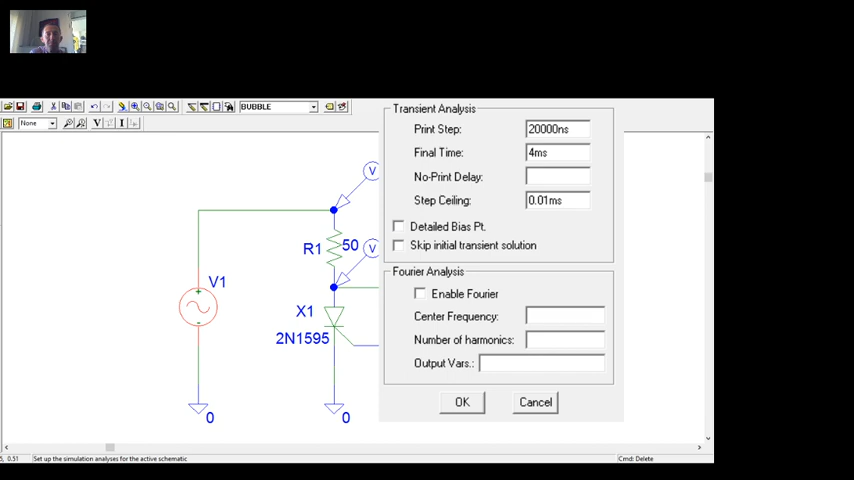 BUBBLE
None
V
I
Transient Analysis
Print Step: 20000ns
Final Time: 4ms
No-Print Delay:
Step Ceiling: 0.01ms
Detailed Bias Pt.
Skip initial transient solution
Fourier Analysis
Enable Fourier
Center Frequency:
Number of harmonics:
Output Vars.:
OK Cancel
V
R1 50
V
V1
+
-
X1
2N1595
0 0
Set up the simulation analyses for the active schematic
Cmd: Delete